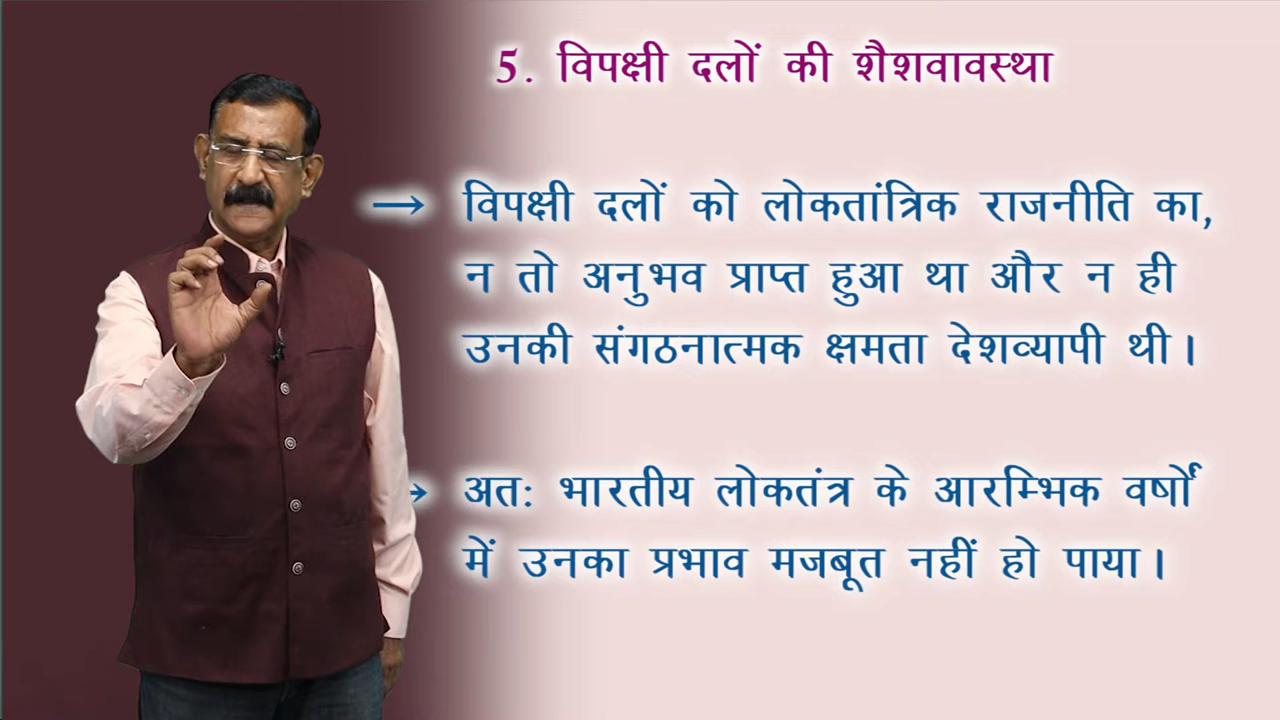 5. विपक्षी दलों की शैशवावस्था
→ विपक्षी दलों को लोकतांत्रिक राजनीति का,
न तो अनुभव प्राप्त हुआ था और न ही
उनकी संगठनात्मक क्षमता देशव्यापी थी।
→ अत: भारतीय लोकतंत्र के आरम्भिक वर्षों
में उनका प्रभाव मजबूत नहीं हो पाया।